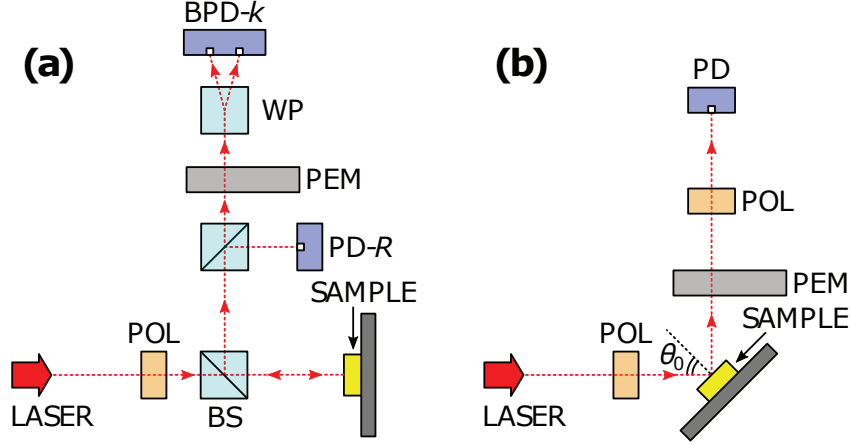 (a)
BPD-k
WP
PEM
PD-R
SAMPLE
POL
LASER
BS
(b)
PD
POL
PEM
SAMPLE
POL
θ0
LASER